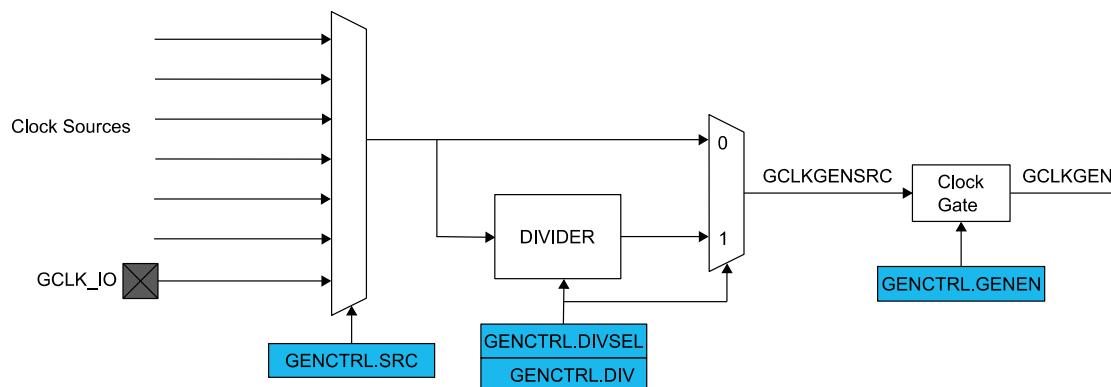 Clock Sources
GCLK_IO
GENCTRL.SRC
DIVIDER
GENCTRL.DIVSEL
GENCTRL.DIV
0
1
GCLKGENSRC
Clock
Gate
GCLKGEN
GENCTRL.GENEN